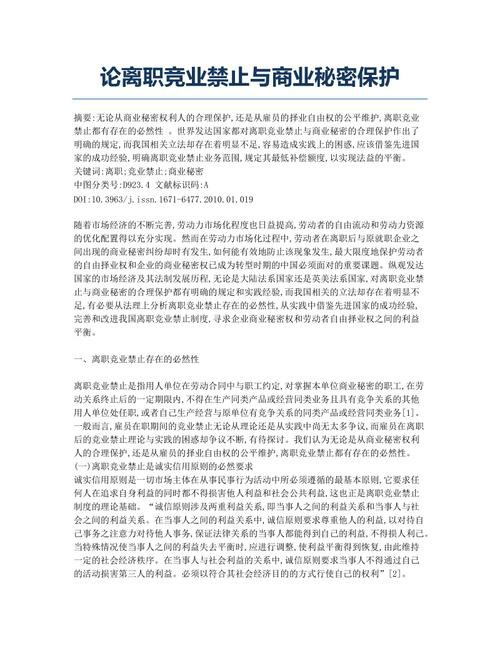 论离职竞业禁止与商业秘密保护
摘要:无论从商业秘密权利人的合理保护,还是从雇员的择业自由权的公平维护,离职竞业
禁止都有存在的必然性 。世界发达国家都对离职竞业禁止与商业秘密的合理保护作出了
明确的规定,而我国相关立法却存在着明显不足,容易造成实践上的困惑,应该借鉴先进国
家的成功经验,明确离职竞业禁止业务范围,规定其最低补偿额度,以实现法益的平衡。
关键词:离职;竞业禁止;商业秘密
中图分类号:D923.4 文献标识码:A
DOI:10.3963/j.issn.1671-6477.2010.01.019
随着市场经济的不断完善,劳动力市场化程度也日益提高,劳动者的自由流动和劳动力资源
的优化配置得以充分实现。然而在劳动力市场化过程中,劳动者在离职后与原就职企业之
间出现的商业秘密纠纷却时有发生,如何能有效地防止该现象发生,最大限度地保护劳动者
的自由择业权和企业的商业秘密权已成为转型时期的中国必须面对的重要课题。纵观发达
国家的市场经济及其法制发展历程,无论是大陆法系国家还是英美法系国家,对离职竞业禁
止与商业秘密的合理保护都有明确的规定和实践经验,而我国相关的立法却存在着明显不
足,有必要从法理上分析离职竞业禁止存在的必然性,从实践中借鉴先进国家的成功经验,
完善和改进我国离职竞业禁止制度,寻求企业商业秘密权和劳动者自由择业权之间的利益
平衡。
一、离职竞业禁止存在的必然性
离职竞业禁止是指用人单位在劳动合同中与职工约定,对掌握本单位商业秘密的职工,在劳
动关系终止后的一定期限内,不得在生产同类产品或经营同类业务且具有竞争关系的其他
用人单位处任职,或者自己生产经营与原单位有竞争关系的同类产品或经营同类业务[1]。
一般而言,雇员在职期间的竞业禁止无论从理论还是从实践中尚无太多争议,而雇员在离职
后的竞业禁止理论与实践的困惑却争议不断,有待探讨。我们认为无论是从商业秘密权利
人的合理保护,还是从雇员的择业自由权的公平维护,离职竞业禁止都有存在的必然性。
(一)离职竞业禁止是诚实信用原则的必然要求
诚实信用原则是一切市场主体在从事民事行为活动中所必须遵循的最基本原则,它要求任
何人在追求自身利益的同时都不得损害他人利益和社会公共利益,这也正是离职竞业禁止
制度的理论基础。“诚信原则涉及两重利益关系,即当事人之间的利益关系和当事人与社
会之间的利益关系。在当事人之间的利益关系中,诚信原则要求尊重他人的利益,以对待自
己事务之注意力对待他人事务,保证法律关系的当事人都能得到自己的利益,不得损人利己。
当特殊情况使当事人之间的利益失去平衡时,应进行调整,使利益平衡得到恢复,由此维持
一定的社会经济秩序。在当事人与社会利益的关系中,诚信原则要求当事人不得通过自己
的活动损害第三人的利益。必须以符合其社会经济目的的方式行使自己的权利”[2]。